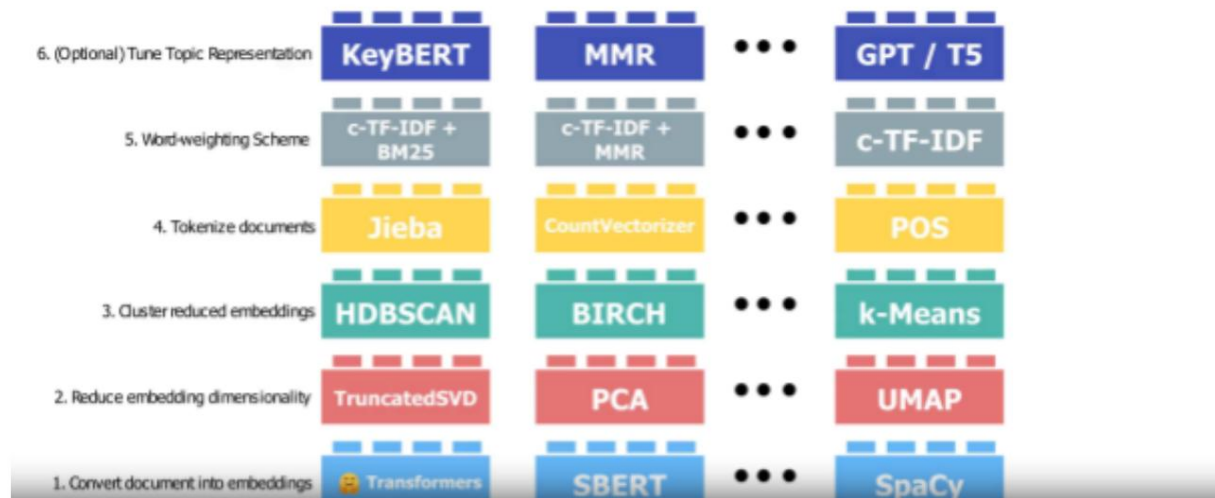 6. (Optional) Tune Topic Representation KeyBERT MMR ••• GPT / T5
5. Word-weighting Scheme c-TF-IDF + BM25 c-TF-IDF + MMR ••• c-TF-IDF
4. Tokenize documents Jieba CountVectorizer ••• POS
3. Cluster reduced embeddings HDBSCAN BIRCH ••• k-Means
2. Reduce embedding dimensionality TruncatedSVD PCA ••• UMAP
1. Convert document into embeddings 🤗 Transformers SBERT ••• SpaCy